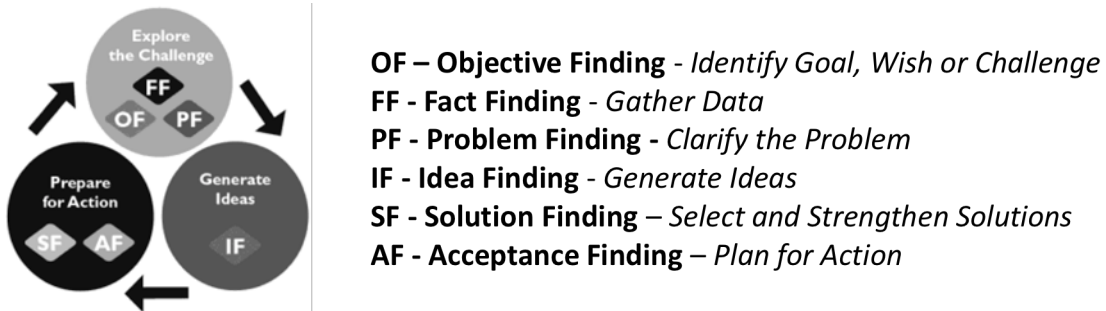 Explore
the Challenge
FF
OF PF
Prepare
for Action
SF AF
Generate
Ideas
IF
OF – Objective Finding - Identify Goal, Wish or Challenge
FF - Fact Finding - Gather Data
PF - Problem Finding - Clarify the Problem
IF - Idea Finding - Generate Ideas
SF - Solution Finding – Select and Strengthen Solutions
AF - Acceptance Finding – Plan for Action